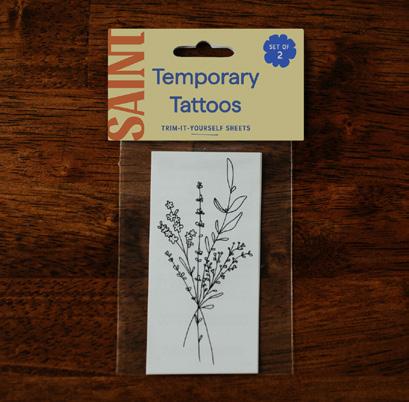 SAINT
SET OF
2
Temporary
Tattoos
TRIM-IT-YOURSELF SHEETS